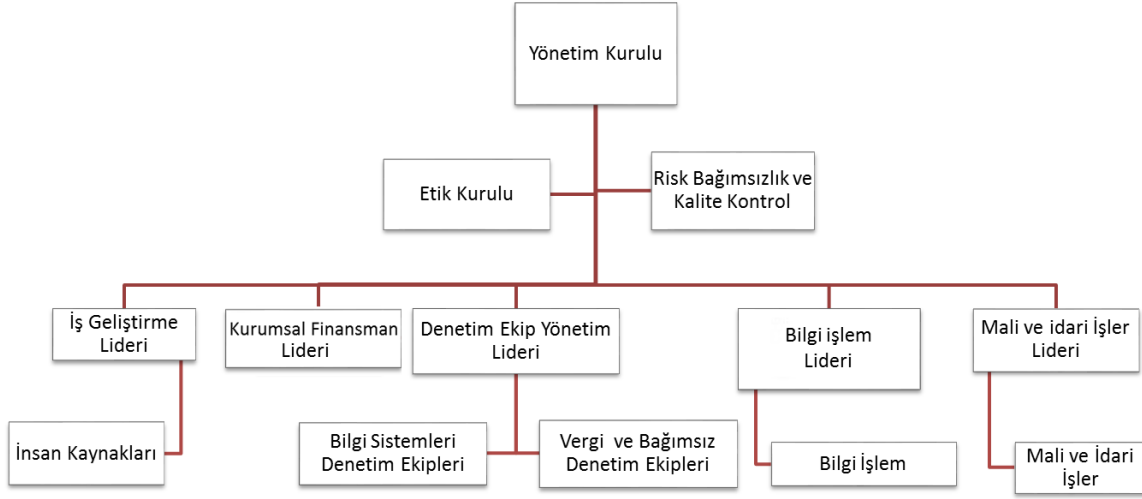 Yönetim Kurulu
Etik Kurulu
Risk Bağımsızlık ve
Kalite Kontrol
İş Geliştirme
Lideri
Kurumsal Finansman
Lideri
Denetim Ekip Yönetim
Lideri
Bilgi işlem
Lideri
Mali ve idari İşler
Lideri
İnsan Kaynakları
Bilgi Sistemleri
Denetim Ekipleri
Vergi ve Bağımsız
Denetim Ekipleri
Bilgi İşlem
Mali ve İdari
İşler